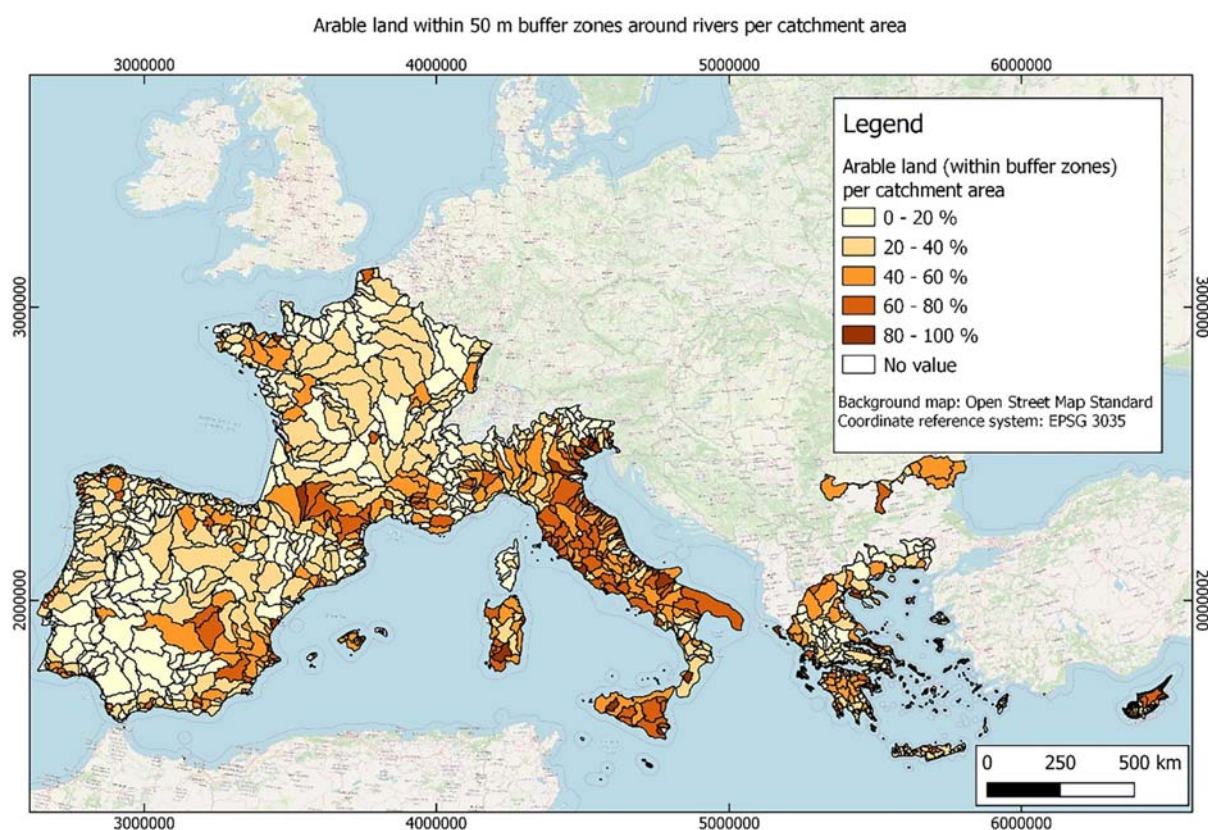 Arable land within 50 m buffer zones around rivers per catchment area
3000000 4000000 5000000 6000000
Legend
Arable land (within buffer zones)
per catchment area
0 - 20 %
20 - 40 %
40 - 60 %
60 - 80 %
80 - 100 %
No value
Background map: Open Street Map Standard
Coordinate reference system: EPSG 3035
3000000 3000000
2000000 2000000
0 250 500 km
3000000 4000000 5000000 6000000